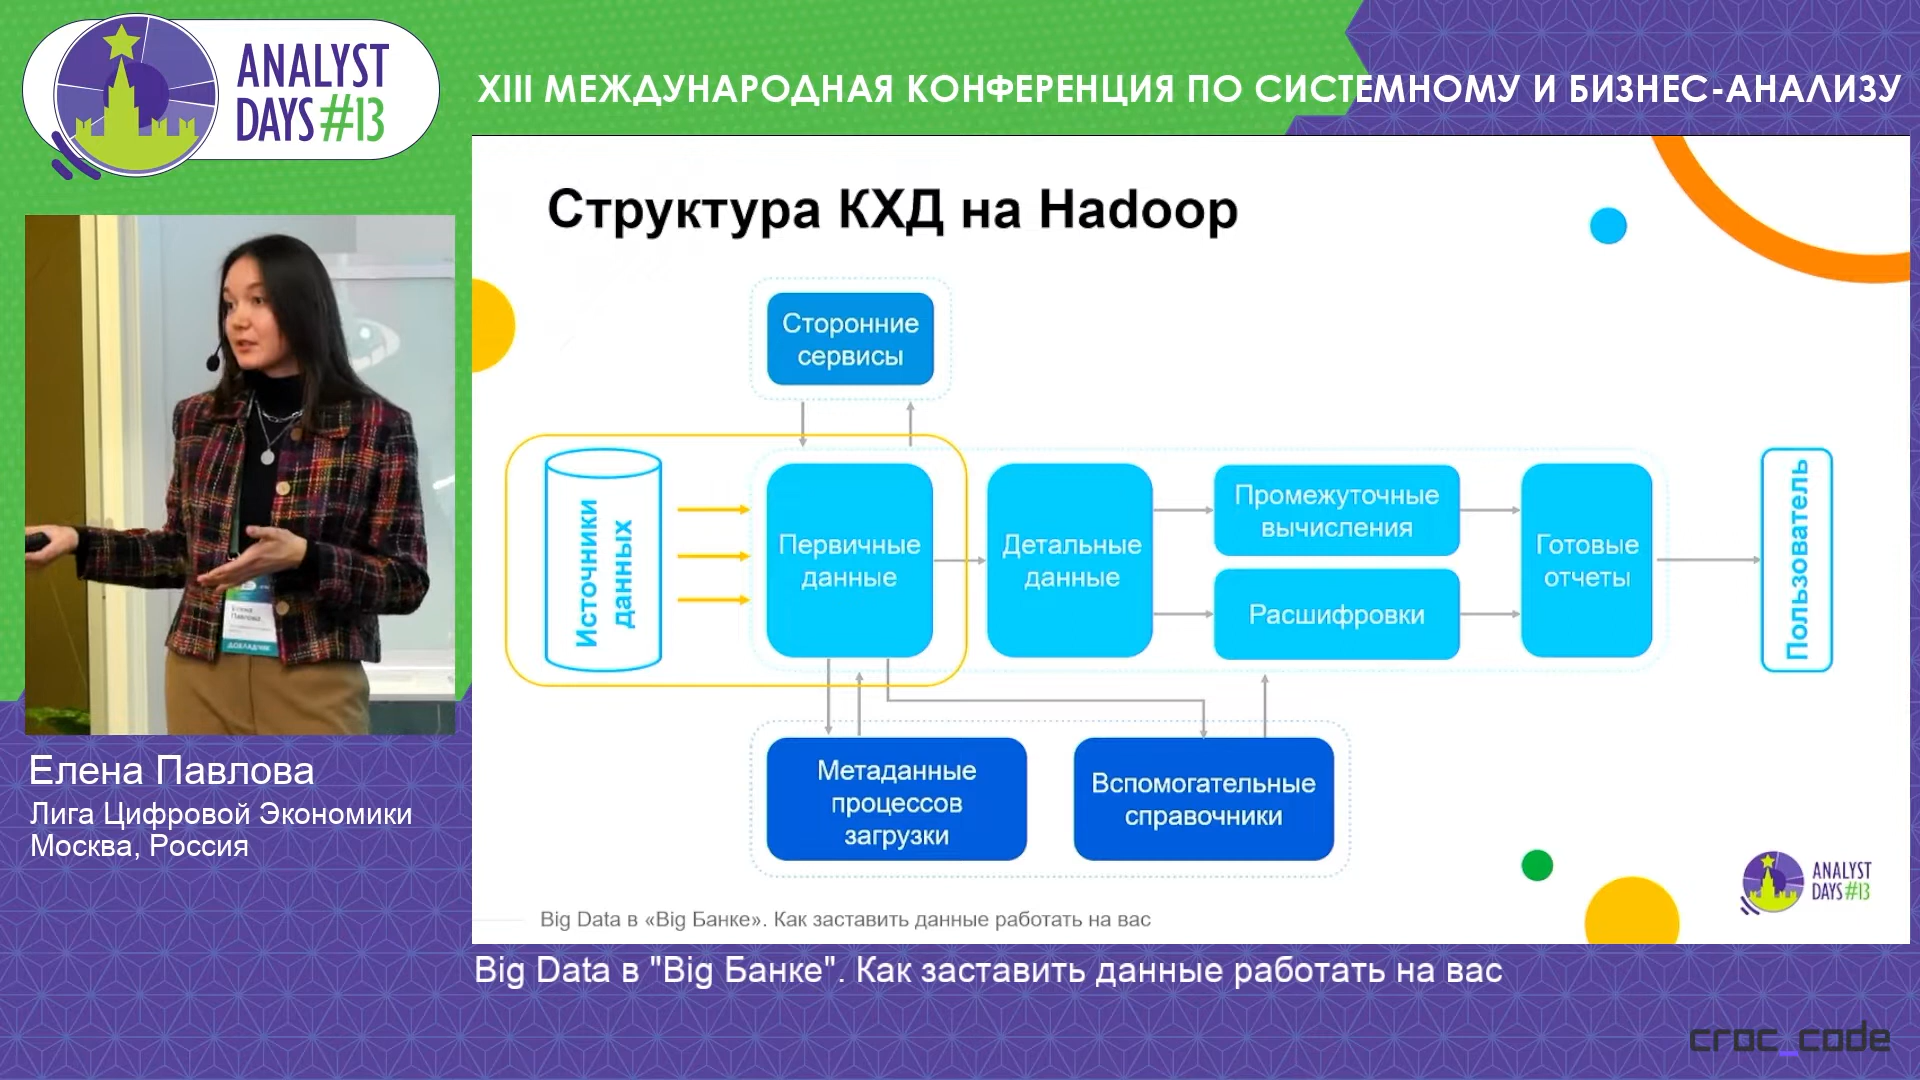 ANALYST
DAYS #13
XIII МЕЖДУНАРОДНАЯ КОНФЕРЕНЦИЯ ПО СИСТЕМНОМУ И БИЗНЕС-АНАЛИЗУ
Структура КХД на Hadoop
Сторонние
сервисы
Источники
данных
Первичные
данные
Детальные
данные
Промежуточные
вычисления
Расшифровки
Готовые
отчеты
Пользователь
Метаданные
процессов
загрузки
Вспомогательные
справочники
Big Data в «Big Банке». Как заставить данные работать на вас
ANALYST
DAYS #13
Елена
Павлова
ДОКЛАДЧИК
Елена Павлова
Лига Цифровой Экономики
Москва, Россия
Big Data в "Big Банке". Как заставить данные работать на вас
croc_code